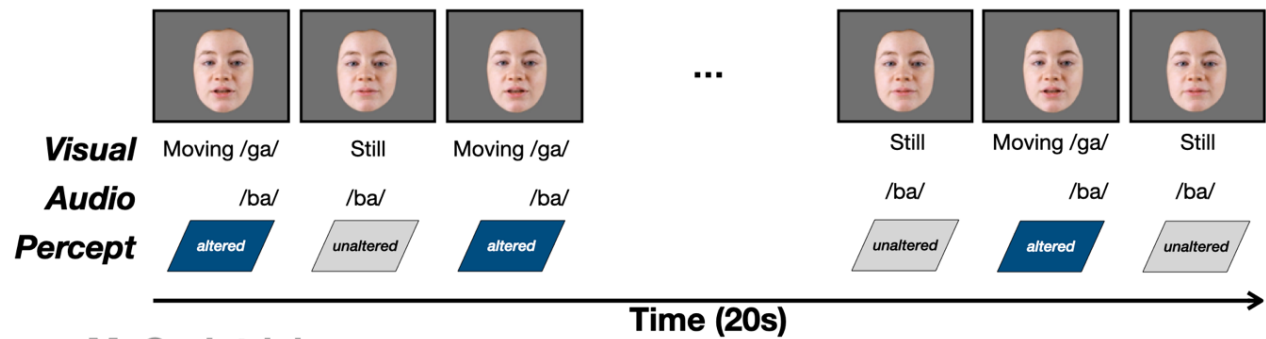 ...
Visual Moving /ga/ Still Moving /ga/ Still Moving /ga/ Still
Audio /ba/ /ba/ /ba/ /ba/ /ba/ /ba/
Percept altered unaltered altered unaltered altered unaltered
Time (20s)